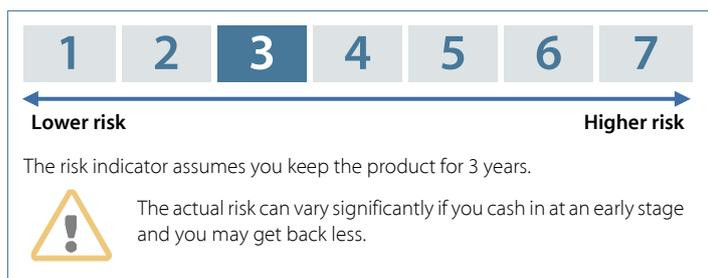 1 2 3 4 5 6 7
Lower risk Higher risk
The risk indicator assumes you keep the product for 3 years.
The actual risk can vary significantly if you cash in at an early stage
and you may get back less.